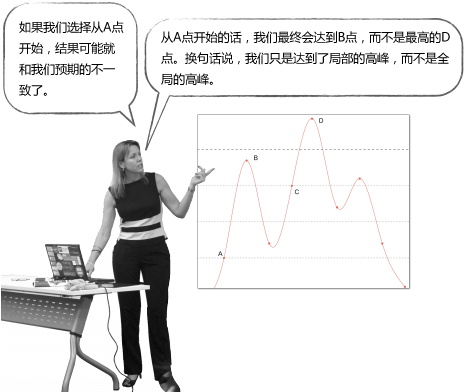 如果我们选择从A点
开始，结果可能就
和我们预期的不一
致了。
从A点开始的话，我们最终会达到B点，而不是最高的D
点。换句话说，我们只是达到了局部的高峰，而不是全
局的高峰。
D
B
C
A